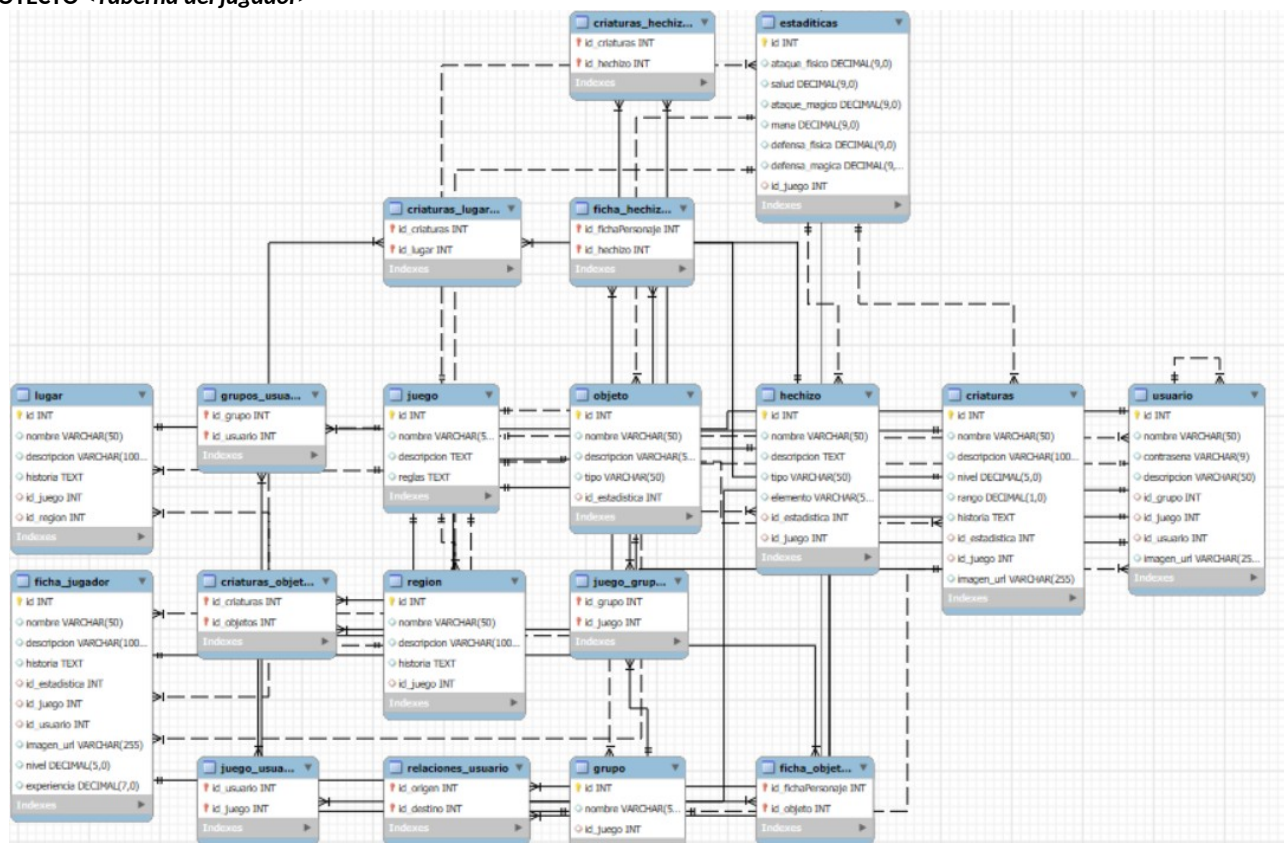 OYECTO <Taberna del jugador>
criaturas_hechiz...
id_criaturas INT
id_hechizo INT
Indexes
estadíticas
id INT
ataque_fisico DECIMAL(9,0)
salud DECIMAL(9,0)
ataque_magico DECIMAL(9,0)
mana DECIMAL(9,0)
defensa_fisica DECIMAL(9,0)
defensa_magica DECIMAL(9,...
id_juego INT
Indexes
criaturas_lugar...
id_criaturas INT
id_lugar INT
Indexes
ficha_hechiz...
id_fichaPersonaje INT
id_hechizo INT
Indexes
lugar
id INT
nombre VARCHAR(50)
descripcion VARCHAR(100...
historia TEXT
id_juego INT
id_region INT
Indexes
grupos_usua...
id_grupo INT
id_usuario INT
Indexes
juego
id INT
nombre VARCHAR(5...
descripcion TEXT
reglas TEXT
Indexes
objeto
id INT
nombre VARCHAR(50)
descripcion VARCHAR(5...
tipo VARCHAR(50)
id_estadistica INT
Indexes
hechizo
id INT
nombre VARCHAR(50)
descripcion TEXT
tipo VARCHAR(50)
elemento VARCHAR(5...
id_estadistica INT
id_juego INT
Indexes
criaturas
id INT
nombre VARCHAR(50)
descripcion VARCHAR(100...
nivel DECIMAL(5,0)
rango DECIMAL(1,0)
historia TEXT
id_estadistica INT
id_juego INT
imagen_url VARCHAR(255)
Indexes
usuario
id INT
nombre VARCHAR(50)
contrasena VARCHAR(9)
descripcion VARCHAR(50)
id_grupo INT
id_juego INT
id_usuario INT
imagen_url VARCHAR(25...
Indexes
ficha_jugador
id INT
nombre VARCHAR(50)
descripcion VARCHAR(100...
historia TEXT
id_estadistica INT
id_juego INT
id_usuario INT
imagen_url VARCHAR(255)
nivel DECIMAL(5,0)
experiencia DECIMAL(7,0)
Indexes
criaturas_objet...
id_criaturas INT
id_objetos INT
Indexes
region
id INT
nombre VARCHAR(50)
descripcion VARCHAR(100...
historia TEXT
id_juego INT
Indexes
juego_grup...
id_grupo INT
id_juego INT
Indexes
juego_usua...
id_usuario INT
id_juego INT
Indexes
relaciones_usuario
id_origen INT
id_destino INT
Indexes
grupo
id INT
nombre VARCHAR(5...
id_juego INT
ficha_objet...
id_fichaPersonaje INT
id_objeto INT
Indexes